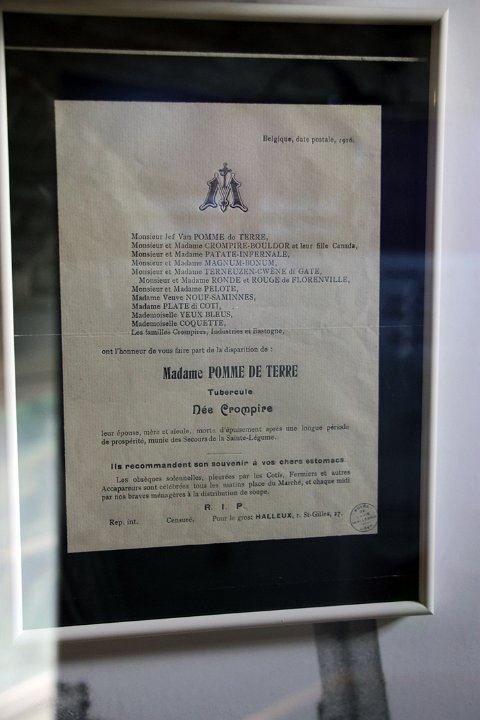 Belgique, date postale, 1916.
Monsieur Jef Van POMME de TERRE,
Monsieur et Madame CROMPIRE-BOULDOR et leur fille Canada,
Monsieur et Madame PATATE-INFERNALE,
Monsieur et Madame MAGNUM-BONUM,
Monsieur et Madame TERNEUZEN-CWÈNE di GATE,
Monsieur et Madame RONDE et ROUGE de FLORENVILLE,
Monsieur et Madame PELOTE,
Madame Veuve NOUF-SAMINNES,
Madame PLATE di COTI,
Mademoiselle YEUX BLEUS,
Mademoiselle COQUETTE,
Les familles Crompires, Industries et Bastogne,
ont l'honneur de vous faire part de la disparition de :
Madame POMME DE TERRE
Tubercule
Née Crompire
leur épouse, mère et aïeule, morte d'épuisement après une longue période
de prospérité, munie des Secours de la Sainte-Légume.
Ils recommandent son souvenir à vos chers estomacs
Les obsèques solennelles, pleurées par les Cotis, Fermiers et autres
Accapareurs sont célébrées tous les matins place du Marché, et chaque midi
par nos braves ménagères à la distribution de soupe.
R. I. P.
Rep. int. Censuré. Pour le gros: HALLEUX, r. St-Gilles, 27.